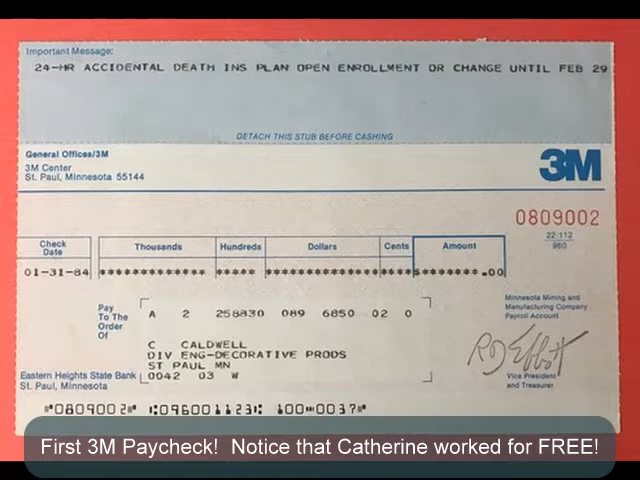 Important Message:
24-HR ACCIDENTAL DEATH INS PLAN OPEN ENROLLMENT OR CHANGE UNTIL FEB 29
DETACH THIS STUB BEFORE CASHING
General Offices/3M
3M Center
St. Paul, Minnesota 55144
3M
0809002
22-112
960
Check Date Thousands Hundreds Dollars Cents Amount
01-31-84 ************* ***** *************** ****$*******.00
Pay To The Order Of
A 2 258830 089 6850 02 0
C CALDWELL
DIV ENG-DECORATIVE PRODS
ST PAUL MN
0042 03 W
Minnesota Mining and
Manufacturing Company
Payroll Account
Vice President
and Treasurer
Eastern Heights State Bank
St. Paul, Minnesota
⑈0809002⑈ ⑆096001123⑆ 100⑉0037⑈
First 3M Paycheck! Notice that Catherine worked for FREE!